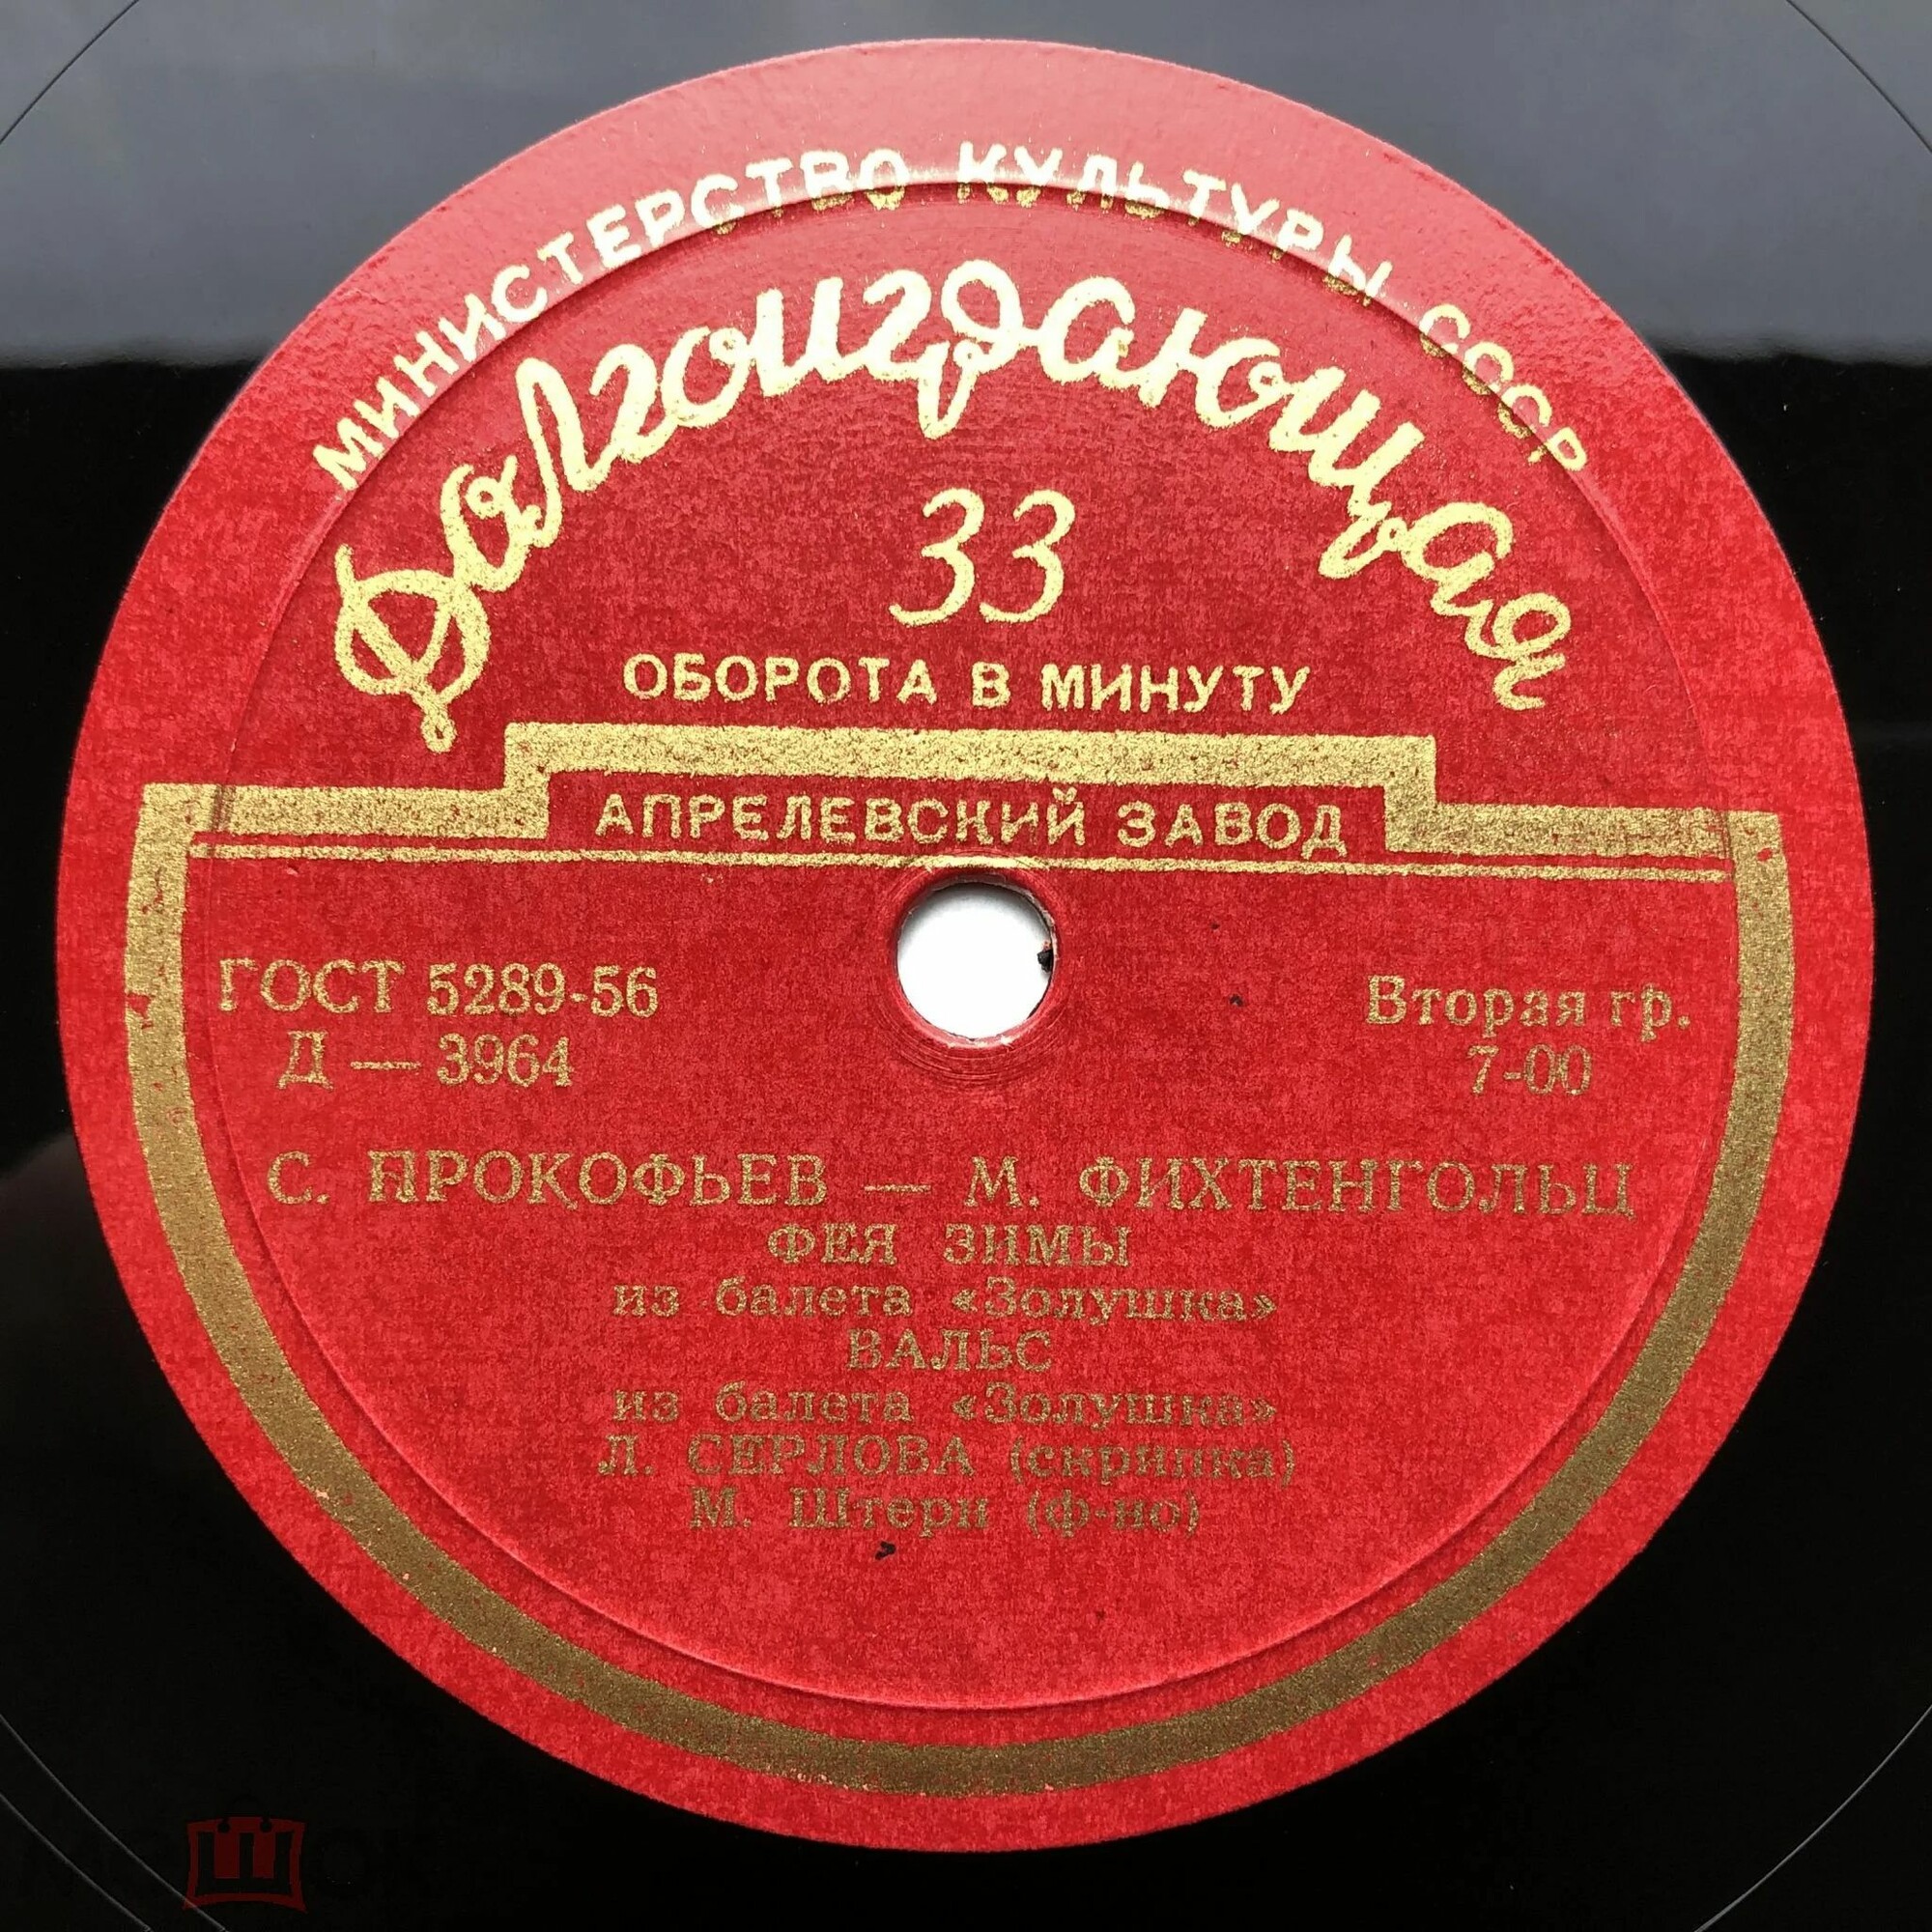 МИНИСТЕРСТВО КУЛЬТУРЫ СССР
Долгоиграющая
33
ОБОРОТА В МИНУТУ
АПРЕЛЕВСКИЙ ЗАВОД
ГОСТ 5289-56
Д — 3964
Вторая гр.
7-00
С. ПРОКОФЬЕВ — М. ФИХТЕНГОЛЬЦ
ФЕЯ ЗИМЫ
из балета «Золушка»
ВАЛЬС
из балета «Золушка»
Л. СЕРЛОВА (скрипка)
М. Штерн (ф-но)